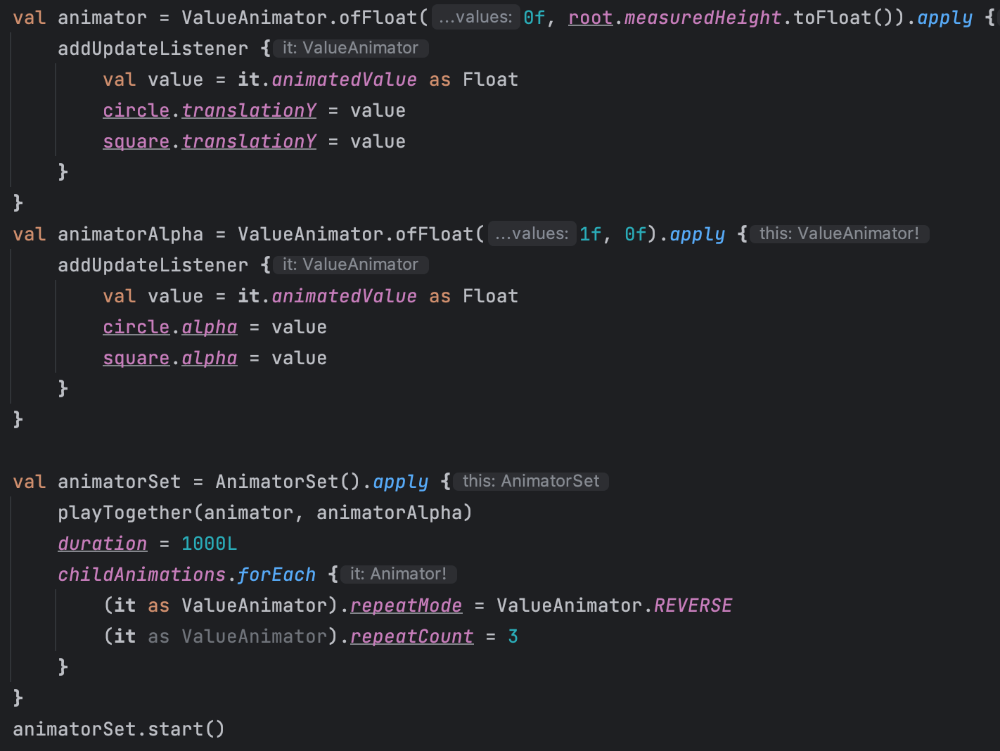 val animator = ValueAnimator.ofFloat( ...values: 0f, root.measuredHeight.toFloat()).apply {
addUpdateListener { it: ValueAnimator
val value = it.animatedValue as Float
circle.translationY = value
square.translationY = value
}
}
val animatorAlpha = ValueAnimator.ofFloat( ...values: 1f, 0f).apply { this: ValueAnimator!
addUpdateListener { it: ValueAnimator
val value = it.animatedValue as Float
circle.alpha = value
square.alpha = value
}
}
val animatorSet = AnimatorSet().apply { this: AnimatorSet
playTogether(animator, animatorAlpha)
duration = 1000L
childAnimations.forEach { it: Animator!
(it as ValueAnimator).repeatMode = ValueAnimator.REVERSE
(it as ValueAnimator).repeatCount = 3
}
}
animatorSet.start()